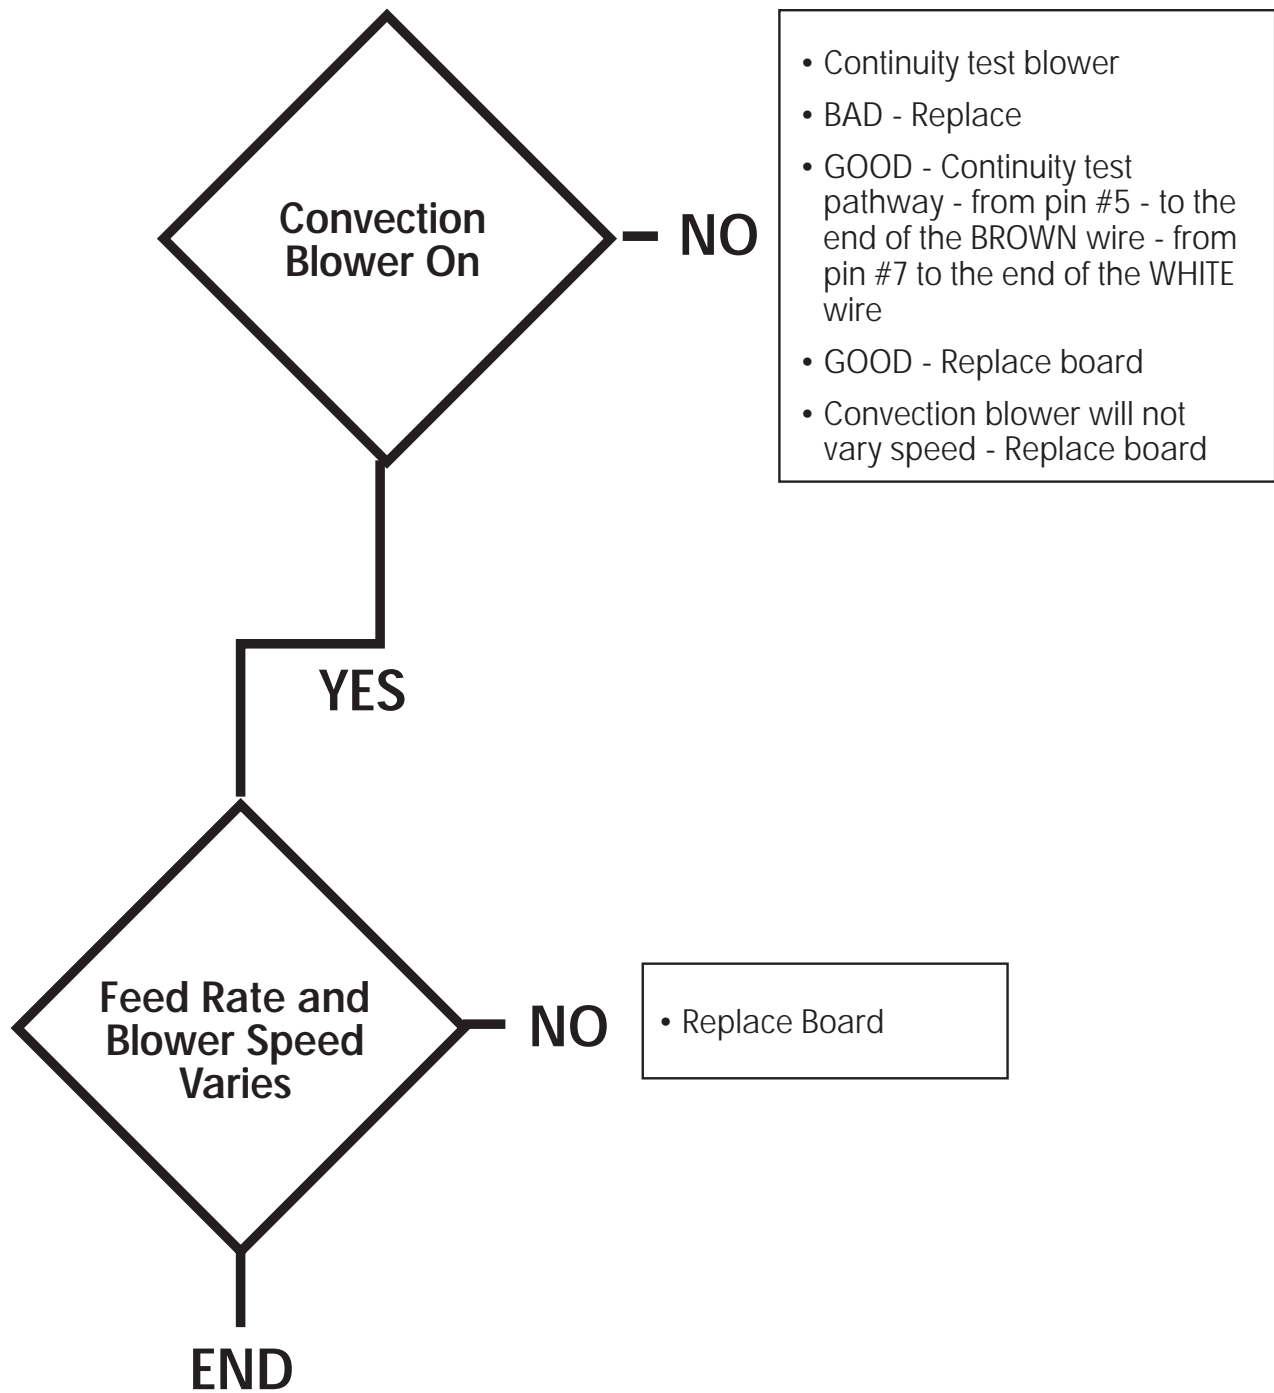 Convection
Blower On
NO
• Continuity test blower
• BAD - Replace
• GOOD - Continuity test
pathway - from pin #5 - to the
end of the BROWN wire - from
pin #7 to the end of the WHITE
wire
• GOOD - Replace board
• Convection blower will not
vary speed - Replace board
YES
Feed Rate and
Blower Speed
Varies
NO
• Replace Board
END